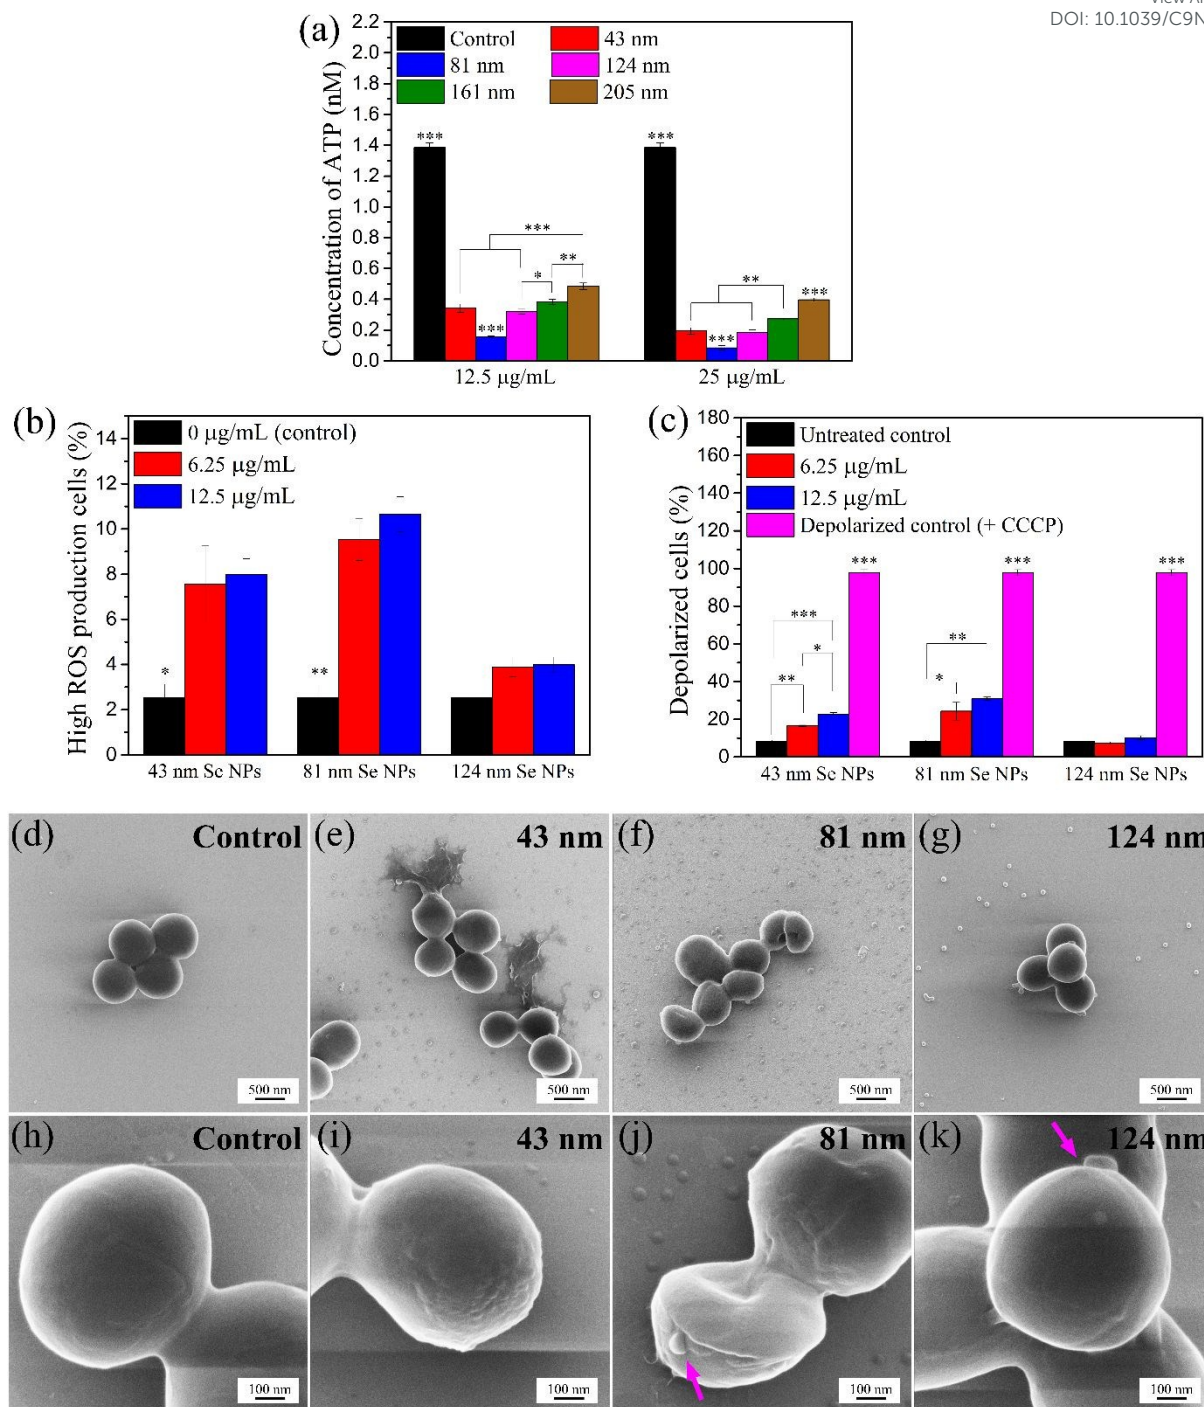 View Ar
DOI: 10.1039/C9N
(a)
Control
43 nm
81 nm
124 nm
161 nm
205 nm
Concentration of ATP (nM)
2.2
2.0
1.8
1.6
1.4
1.2
1.0
0.8
0.6
0.4
0.2
0.0
***
***
***
*
**
***
**
***
***
12.5 µg/mL
25 µg/mL
(b)
0 µg/mL (control)
6.25 µg/mL
12.5 µg/mL
High ROS production cells (%)
14
12
10
8
6
4
2
0
*
**
43 nm Se NPs
81 nm Se NPs
124 nm Se NPs
(c)
Untreated control
6.25 µg/mL
12.5 µg/mL
Depolarized control (+ CCCP)
Depolarized cells (%)
180
160
140
120
100
80
60
40
20
0
***
***
***
***
*
**
**
*
43 nm Se NPs
81 nm Se NPs
124 nm Se NPs
(d) Control
500 nm
(e) 43 nm
500 nm
(f) 81 nm
500 nm
(g) 124 nm
500 nm
(h) Control
100 nm
(i) 43 nm
100 nm
(j) 81 nm
100 nm
(k) 124 nm
100 nm